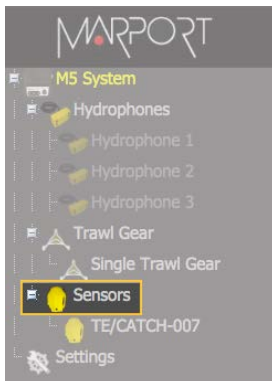 MARPORT
M5 System
Hydrophones
Hydrophone 1
Hydrophone 2
Hydrophone 3
Trawl Gear
Single Trawl Gear
Sensors
TE/CATCH-007
Settings